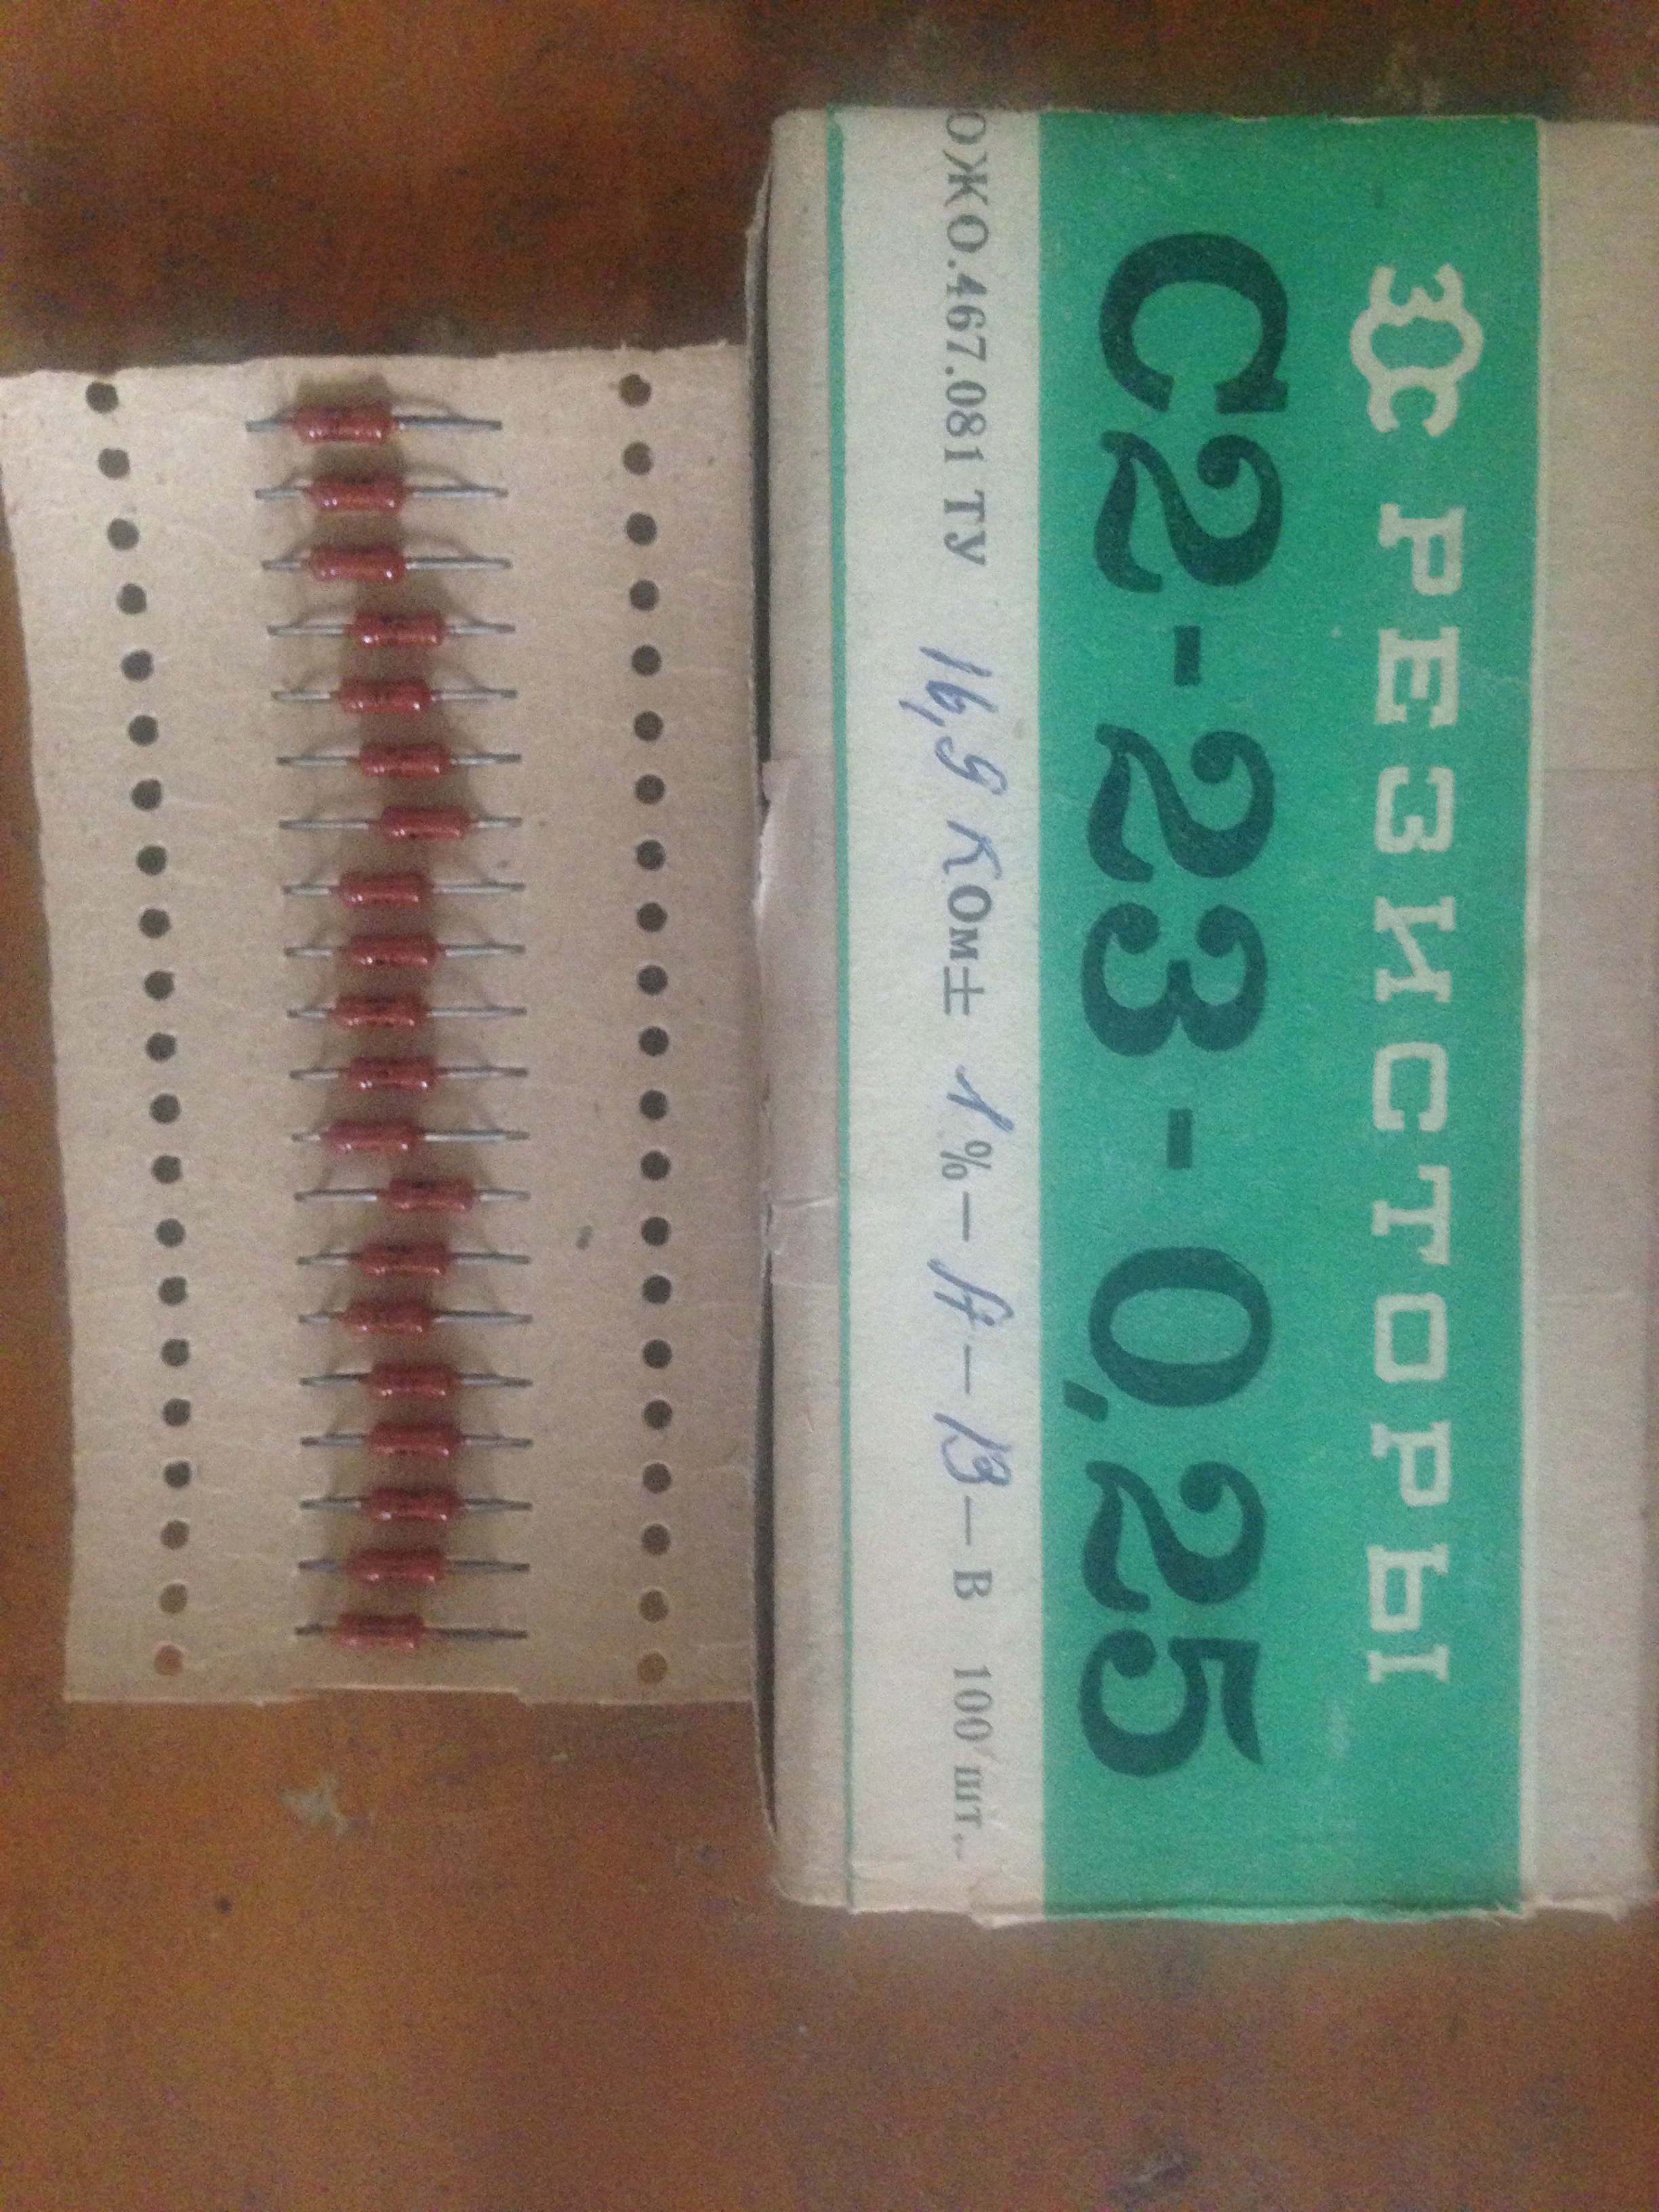 РЕЗИСТОРЫ
С2-23-0,25
ОЖО.467.081 ТУ 16,9 КОм± 1%— А — В — В 100 шт.